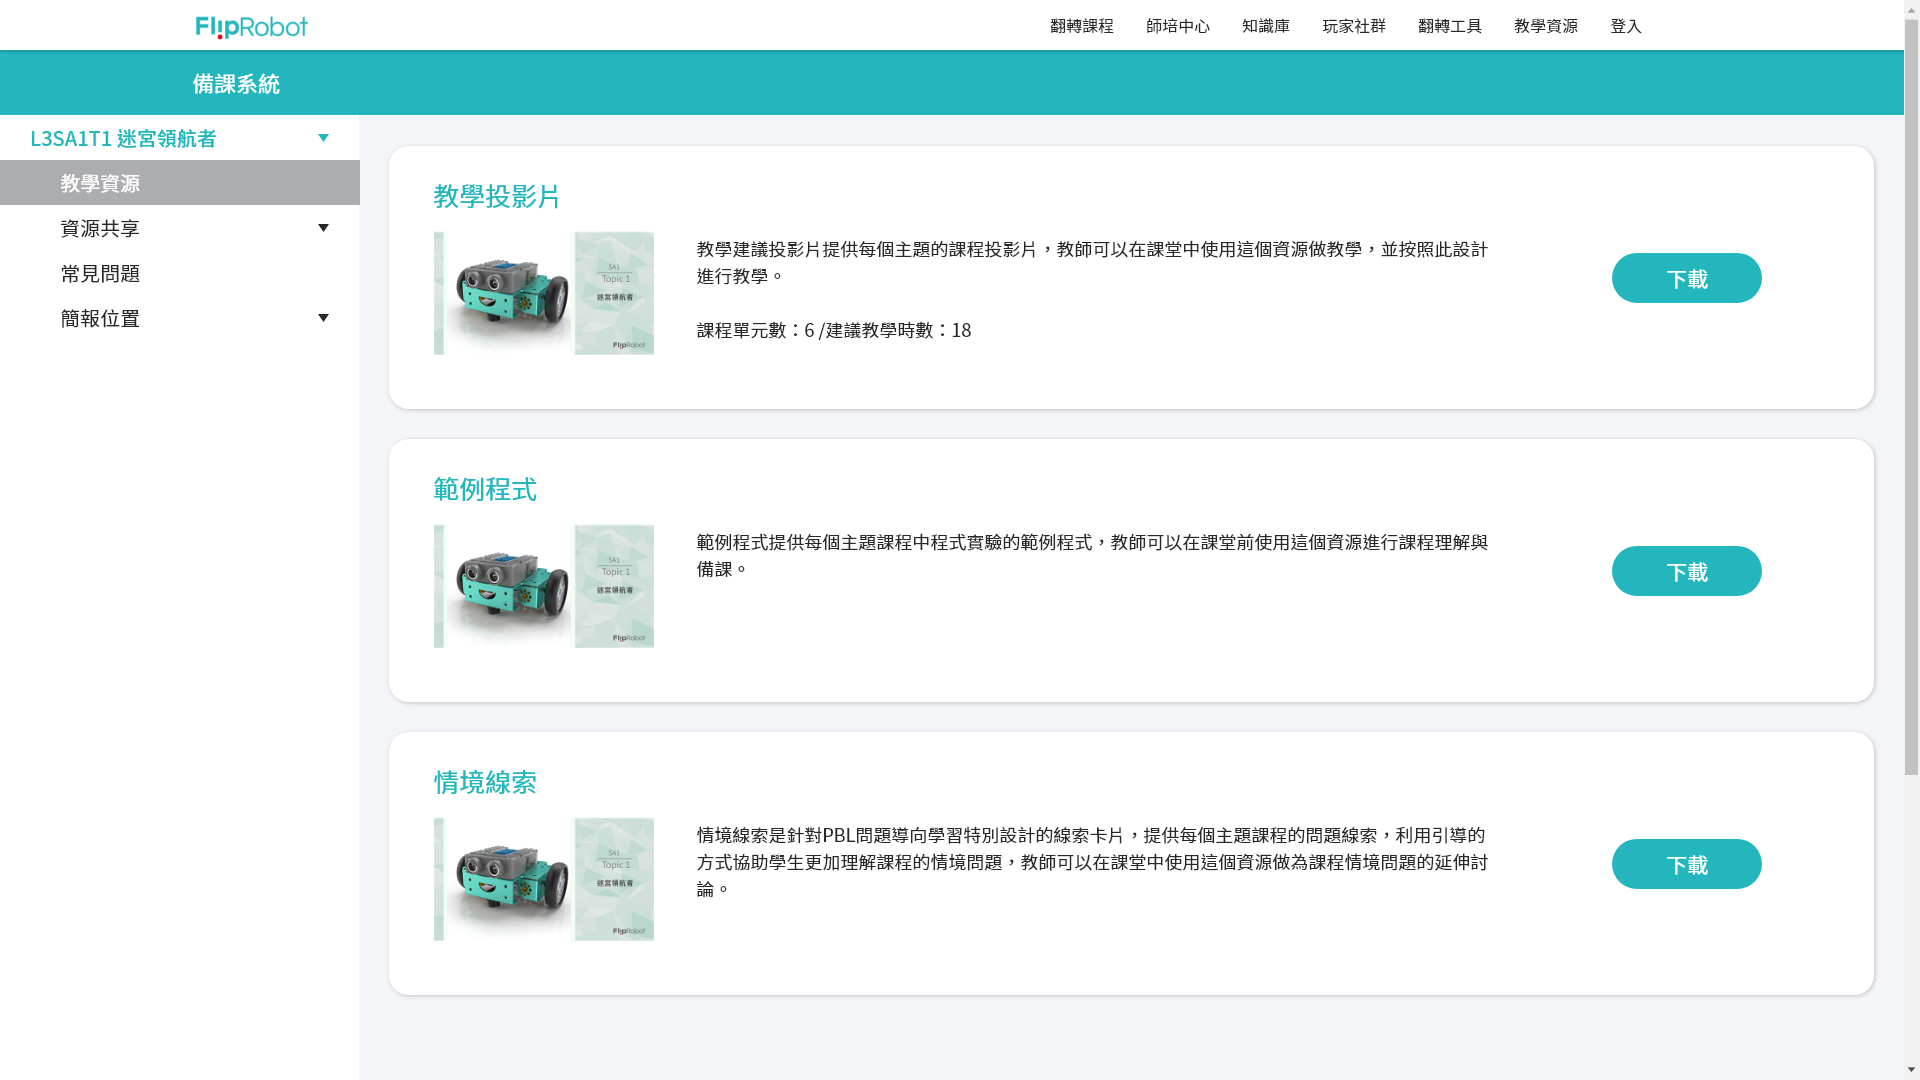 FlipRobot
翻轉課程 師培中心 知識庫 玩家社群 翻轉工具 教學資源 登入
備課系統
L3SA1T1 迷宮領航者
教學資源
資源共享
常見問題
簡報位置
教學投影片
SA1
Topic 1
迷宮領航者
FlipRobot
教學建議投影片提供每個主題的課程投影片，教師可以在課堂中使用這個資源做教學，並按照此設計
進行教學。
課程單元數：6 /建議教學時數：18
下載
範例程式
SA1
Topic 1
迷宮領航者
FlipRobot
範例程式提供每個主題課程中程式實驗的範例程式，教師可以在課堂前使用這個資源進行課程理解與
備課。
下載
情境線索
SA1
Topic 1
迷宮領航者
FlipRobot
情境線索是針對PBL問題導向學習特別設計的線索卡片，提供每個主題課程的問題線索，利用引導的
方式協助學生更加理解課程的情境問題，教師可以在課堂中使用這個資源做為課程情境問題的延伸討
論。
下載